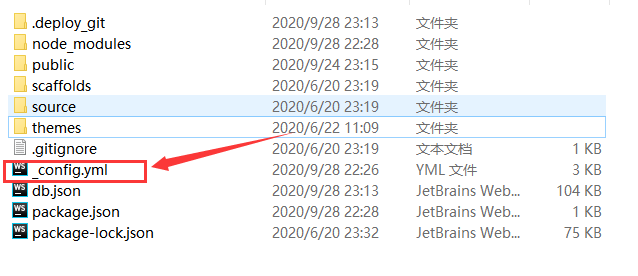 .deploy_git 2020/9/28 23:13 文件夹
node_modules 2020/9/28 22:28 文件夹
public 2020/9/24 23:15 文件夹
scaffolds 2020/6/20 23:19 文件夹
source 2020/6/20 23:19 文件夹
themes 2020/6/22 11:09 文件夹
.gitignore 2020/6/20 23:19 文本文档 1 KB
_config.yml 2020/9/28 22:26 YML 文件 3 KB
db.json 2020/9/28 23:13 JetBrains Web... 104 KB
package.json 2020/9/28 22:28 JetBrains Web... 1 KB
package-lock.json 2020/6/20 23:32 JetBrains Web... 75 KB